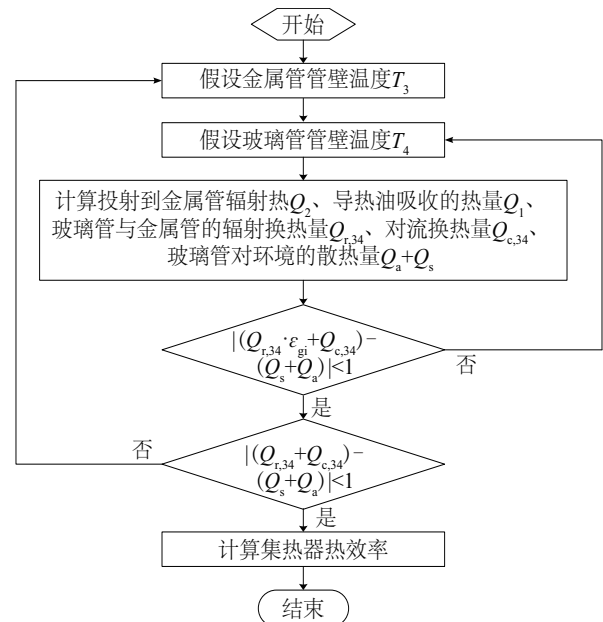 开始
假设金属管管壁温度T3
假设玻璃管管壁温度T4
计算投射到金属管辐射热Q2、导热油吸收的热量Q1、
玻璃管与金属管的辐射换热量Qr,34、对流换热量Qc,34、
玻璃管对环境的散热量Qa+Qs
|(Qr,34·εgi+Qc,34)−
(Qs+Qa)|<1
否
是
否
|(Qr,34+Qc,34)−
(Qs+Qa)|<1
是
计算集热器热效率
结束